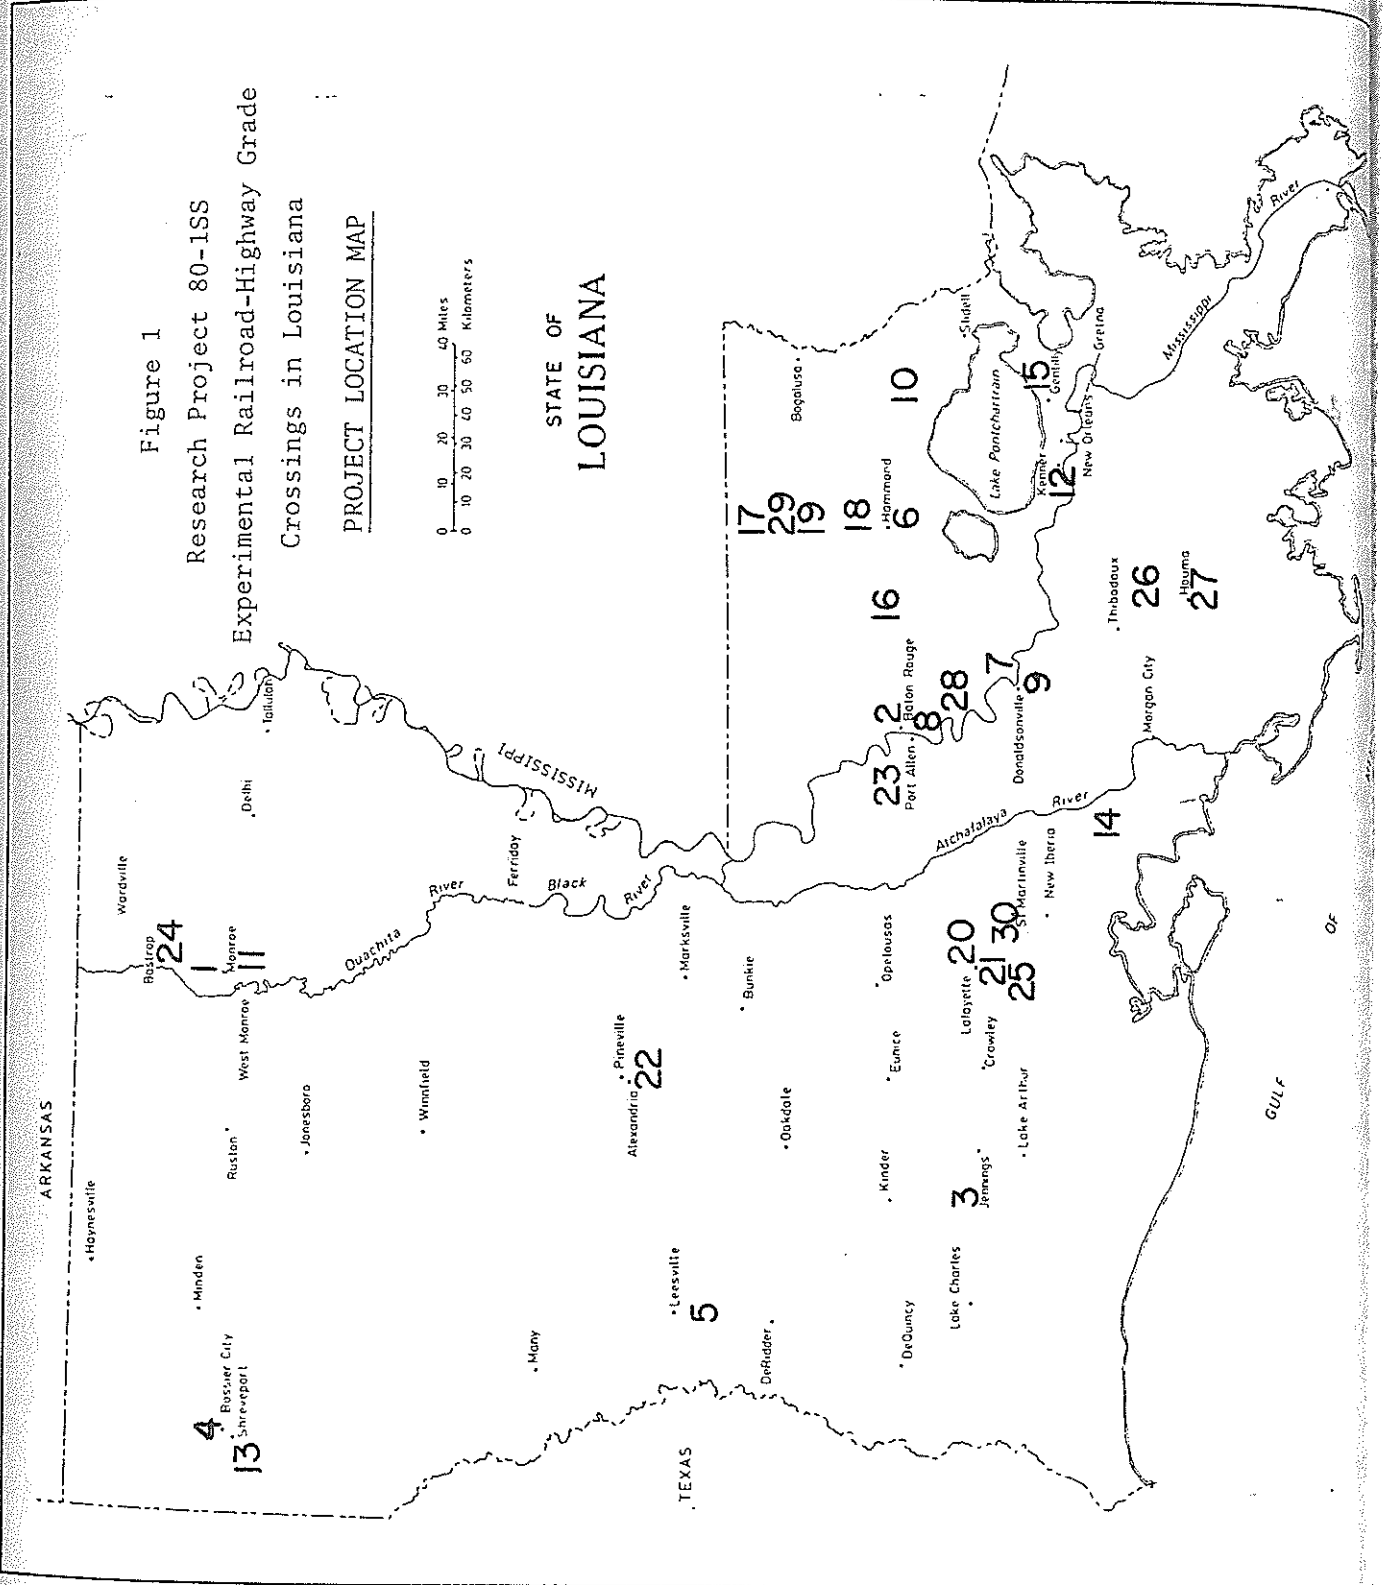 Figure 1
Research Project 80-1SS
Experimental Railroad-Highway Grade
Crossings in Louisiana
PROJECT LOCATION MAP
0 10 20 30 40 Miles
0 10 20 30 40 50 60 Kilometers
STATE OF
LOUISIANA
ARKANSAS
Haynesville
Wardville
Bastrop
24
Minden
1
4
Bossier City
13
Shreveport
Ruston
West Monroe
Monroe
11
Delhi
Tallulah
Jonesboro
Ouachita
River
Winnfield
Ferriday
MISSISSIPPI
Black
River
Many
Alexandria
Pineville
22
Leesville
5
Marksville
TEXAS
Bunkie
DeRidder
Oakdale
17
29
19
Bogalusa
18
Hammond
6
10
16
Kinder
Eunice
Opelousas
23
Port Allen
2
Baton Rouge
8
28
DeQuincy
Lake Charles
3
Jennings
Lafayette
20
Crowley
21
30
25
St Martinville
Lake Arthur
New Iberia
Atchafalaya
River
14
Donaldsonville
7
9
Slidell
Lake Pontchartrain
Kenner
12
15
Gentilly
New Orleans
Gretna
Thibodaux
26
Houma
27
Morgan City
Mississippi
River
GULF
OF